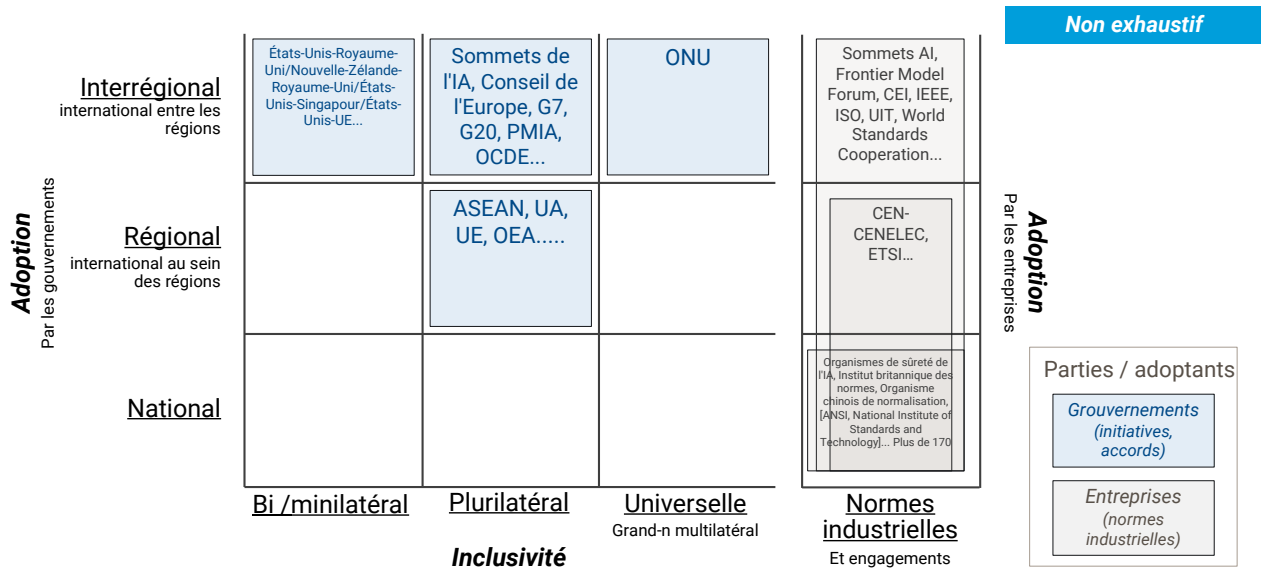 Non exhaustif
Interrégional
international entre les
régions
États-Unis-Royaume-
Uni/Nouvelle-Zélande-
Royaume-Uni/États-
Unis-Singapour/États-
Unis-UE...
Sommets de
l'IA, Conseil de
l'Europe, G7,
G20, PMIA,
OCDE...
ONU
Sommets AI,
Frontier Model
Forum, CEI, IEEE,
ISO, UIT, World
Standards
Cooperation...
Adoption
Par les gouvernements
Régional
international au sein
des régions
ASEAN, UA,
UE, OEA.....
CEN-
CENELEC,
ETSI…
Adoption
Par les entreprises
National
Organismes de sûreté de
l'IA, Institut britannique des
normes, Organisme
chinois de normalisation,
[ANSI, National Institute of
Standards and
Technology]... Plus de 170
Parties / adoptants
Grouvernements
(initiatives,
accords)
Entreprises
(normes
industrielles)
Bi /minilatéral
Plurilatéral
Universelle
Grand-n multilatéral
Normes
industrielles
Et engagements
Inclusivité